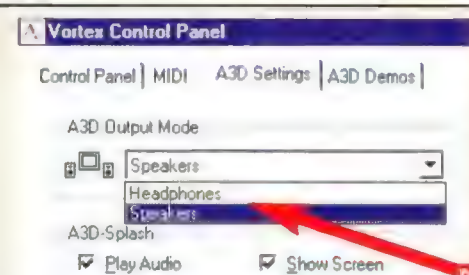 Vortex Control Panel
Control Panel MIDI A3D Settings A3D Demos
A3D Output Mode
Speakers
Headphones
Speakers
A3D-Splash
Play Audio Show Screen